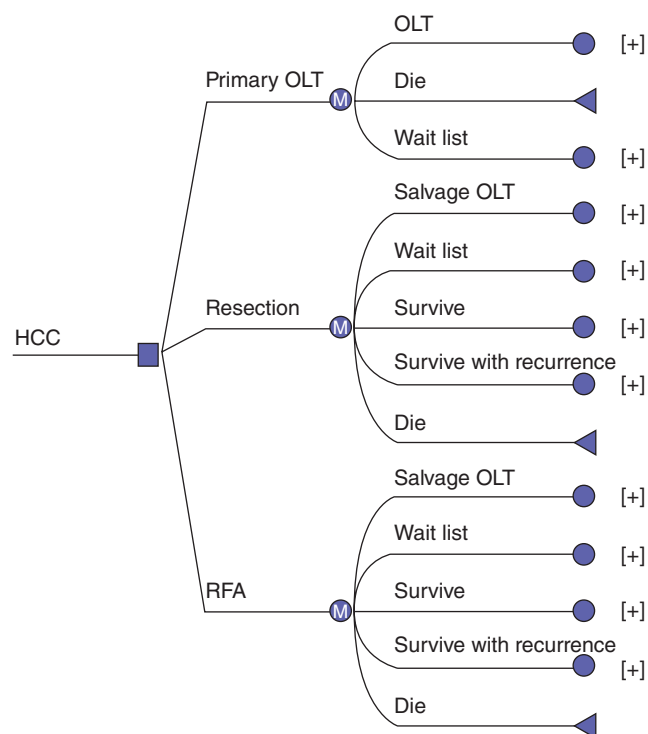 OLT [+]
Primary OLT Die
M
Wait list [+]
Salvage OLT [+]
Wait list [+]
Resection Survive
M [+]
HCC
Survive with recurrence [+]
Die
Salvage OLT [+]
Wait list [+]
RFA Survive
M [+]
Survive with recurrence [+]
Die